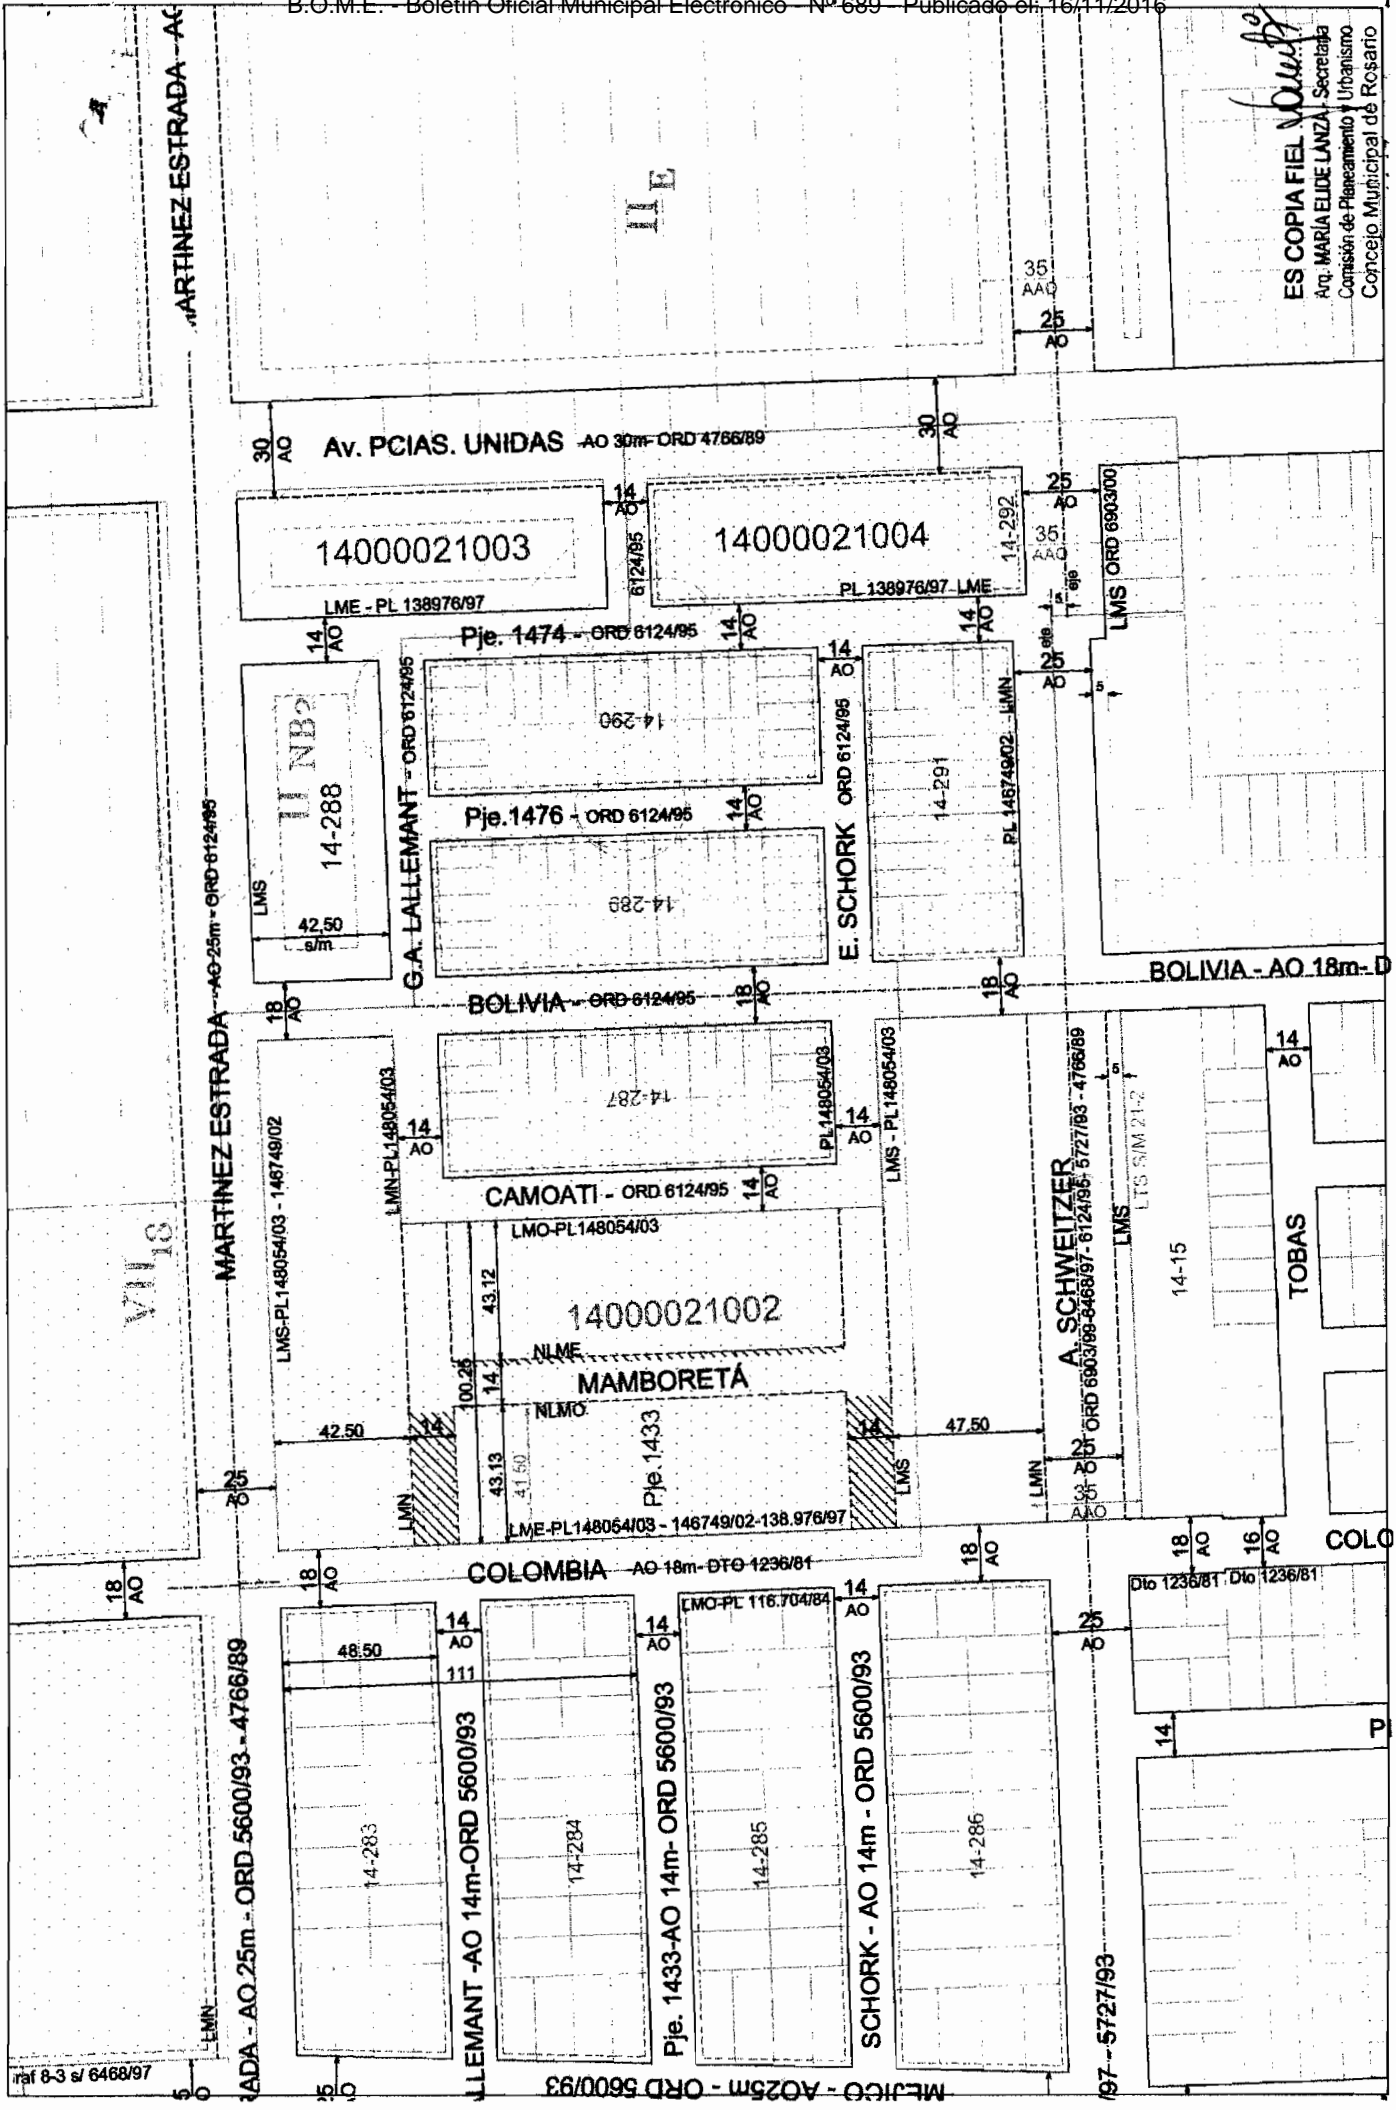 B.O.M.E. - Boletín Oficial Municipal Electrónico - Nº 689 - Publicado el: 16/11/2016
ES COPIA FIEL
Arq. MARÍA ELIDE LANZA - Secretaria
Comisión de Planeamiento y Urbanismo
Concejo Municipal de Rosario
MARTINEZ ESTRADA - AO
II E
35
AAO
25
AO
30
AO
Av. PCIAS. UNIDAS -AO 30m- ORD 4766/89
30
AO
14
AO
25
AO
14000021003
6124/95
14000021004
14-292
35
AAO
LMS ORD 6903/00
LME - PL 138976/97
PL 138976/97 LME
eje
5
14
AO
Pje. 1474 - ORD 6124/95
14
AO
14
AO
eje
14
AO
25
AO
5
II NB2
14-288
LMS
42,50
s/m
G.A. LALLEMANT - ORD 6124/95
14-290
E. SCHORK ORD 6124/95
14-291
PL 146749/02 LMN
Pje.1476 - ORD 6124/95
14
AO
14-289
MARTINEZ ESTRADA - AO 25m - ORD 6124/95
18
AO
BOLIVIA - ORD 6124/95
18
AO
18
AO
BOLIVIA - AO 18m- D
14
AO
LMS-PL148054/03 - 146749/02
LMN-PL148054/03
14
AO
14-287
PL148054/03
14
AO
LMS - PL148054/03
5
CAMOATI - ORD 6124/95
14
AO
A. SCHWEITZER
ORD 6903/99-6468/97- 6124/95- 5727/93 - 4766/89
LMS
LTS S/M 21-2
14-15
TOBAS
VII 18
LMO-PL148054/03
43.12
14000021002
NLME
100.25
14
MAMBORETÁ
NLMO
42.50
14
43.13
41.50
Pje.1433
14
47,50
25
AO
LMN
LMS
LMN
25
AO
35
AAO
LME-PL148054/03 - 146749/02-138.976/97
18
AO
18
AO
COLOMBIA -AO 18m- DTO 1236/81
18
AO
18
AO
16
AO
COLO
Dto 1236/81
Dto 1236/81
14
AO
14
AO
LMO-PL 116.704/84
14
AO
25
AO
48.50
111
14
P
ADA - AO 25m - ORD 5600/93 - 4766/89
14-283
LLEMANT -AO 14m-ORD 5600/93
14-284
Pje. 1433-AO 14m- ORD 5600/93
14-285
SCHORK - AO 14m - ORD 5600/93
14-286
/97 - 5727/93
LMN
raf 8-3 s/ 6468/97
MEJICO - AO25m - ORD 5600/93